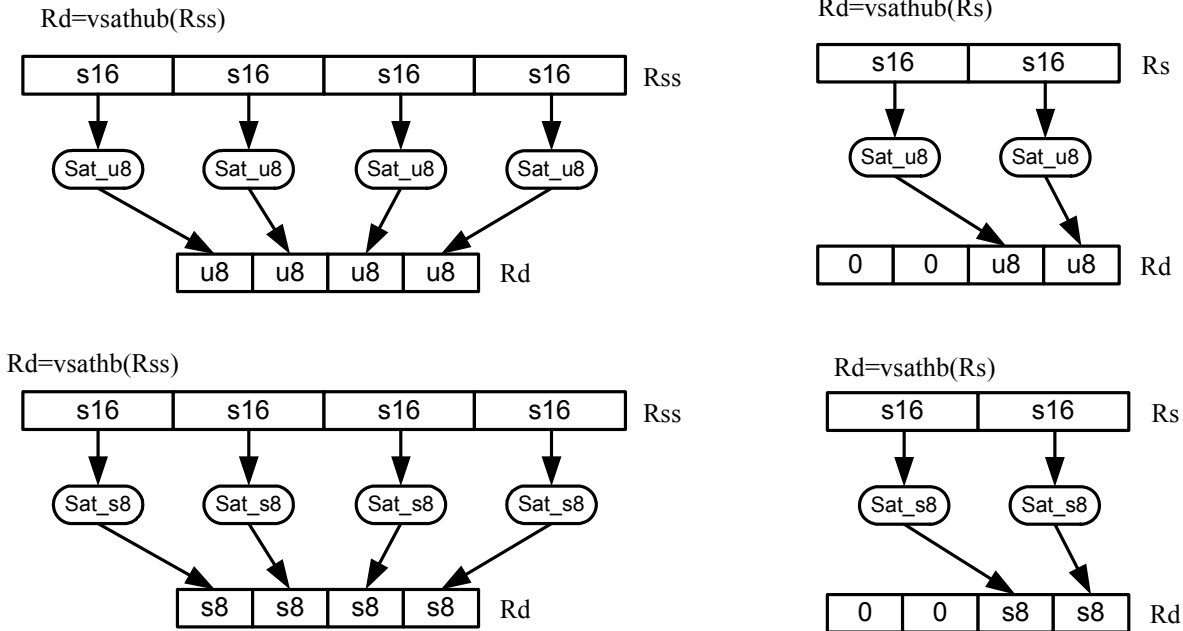 Rd=vsathub(Rss)
s16 s16 s16 s16 Rss
Sat_u8 Sat_u8 Sat_u8 Sat_u8
u8 u8 u8 u8 Rd
Rd=vsathub(Rs)
s16 s16 Rs
Sat_u8 Sat_u8
0 0 u8 u8 Rd
Rd=vsathb(Rss)
s16 s16 s16 s16 Rss
Sat_s8 Sat_s8 Sat_s8 Sat_s8
s8 s8 s8 s8 Rd
Rd=vsathb(Rs)
s16 s16 Rs
Sat_s8 Sat_s8
0 0 s8 s8 Rd